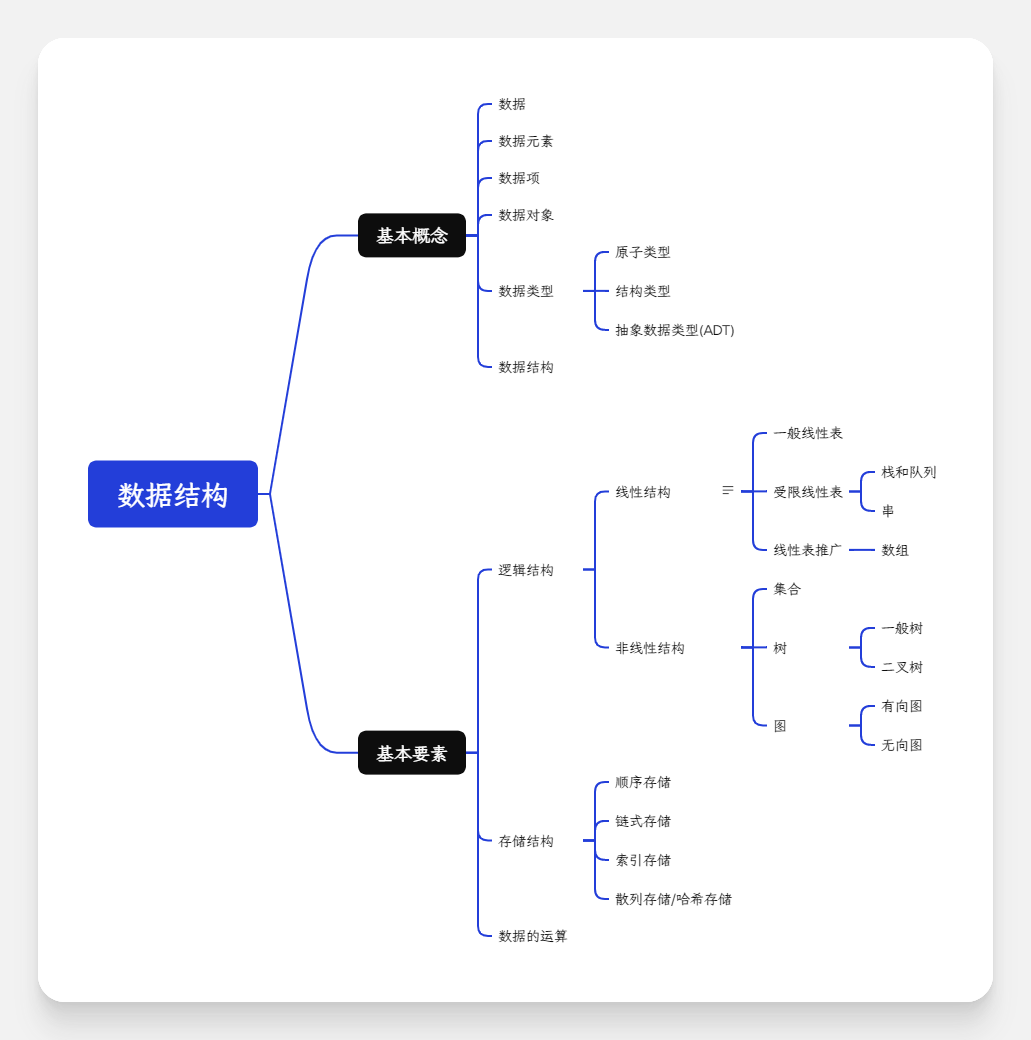 数据结构
基本概念
数据
数据元素
数据项
数据对象
数据类型
原子类型
结构类型
抽象数据类型(ADT)
数据结构
基本要素
逻辑结构
线性结构
一般线性表
受限线性表
栈和队列
串
线性表推广
数组
非线性结构
集合
树
一般树
二叉树
图
有向图
无向图
存储结构
顺序存储
链式存储
索引存储
散列存储/哈希存储
数据的运算